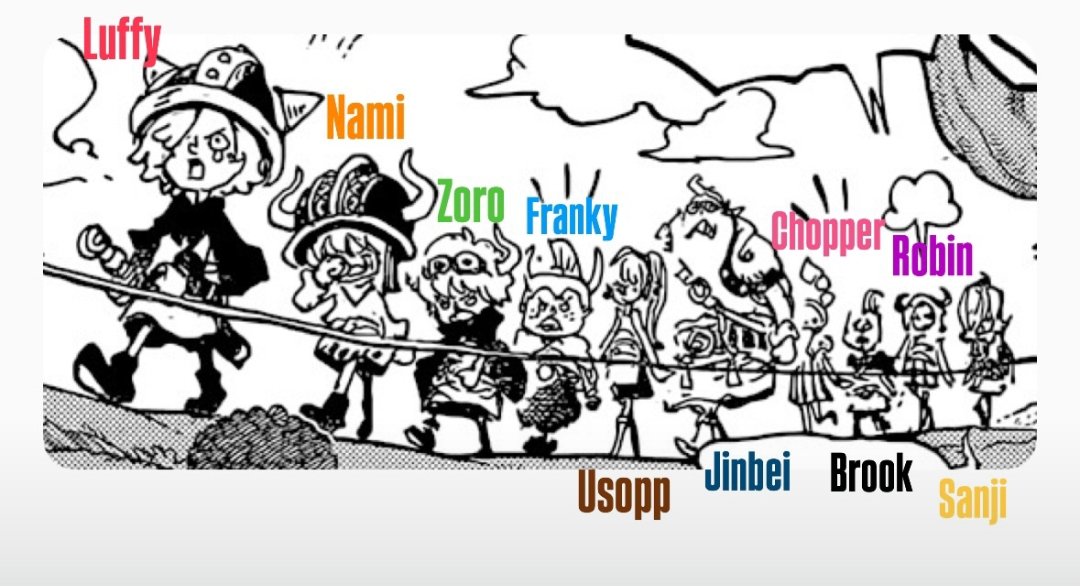 Luffy
Nami
Zoro
Franky
Chopper
Robin
Usopp
Jinbei
Brook
Sanji